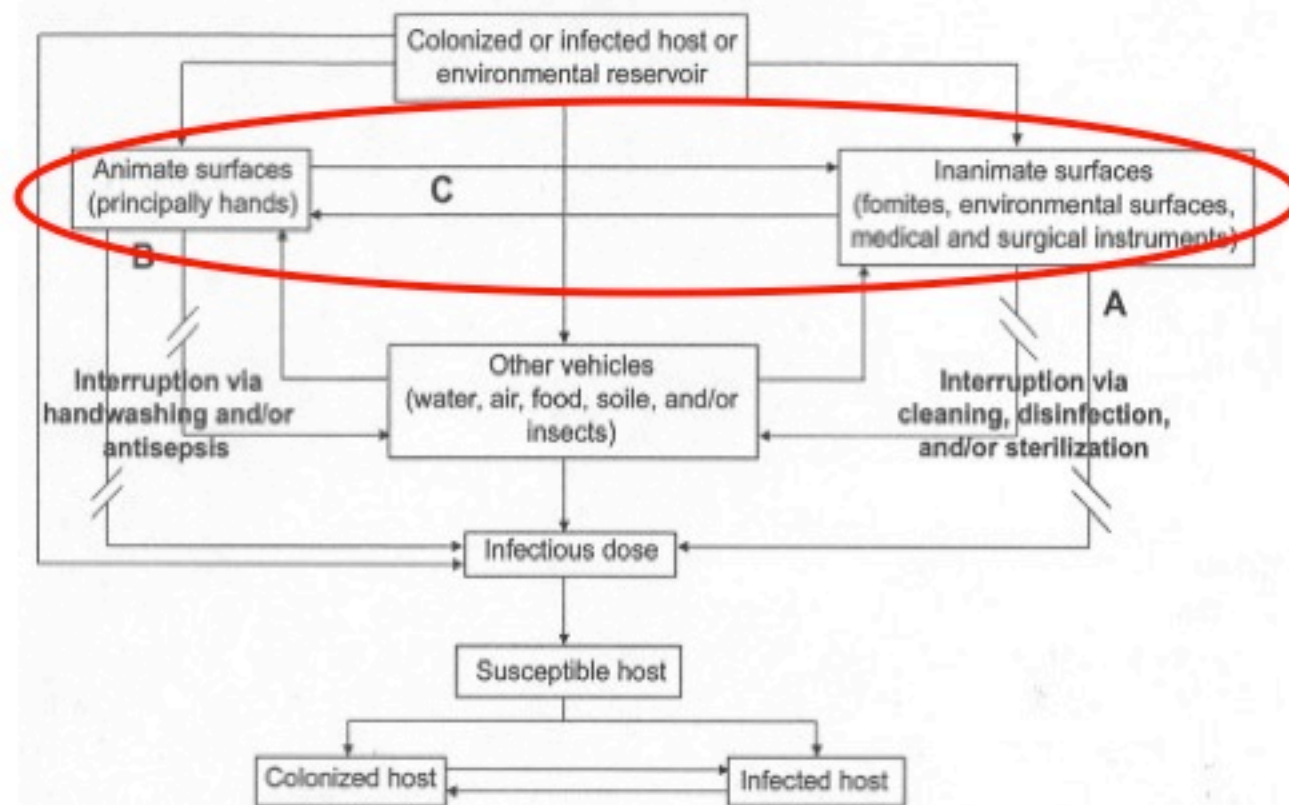 Colonized or infected host or
environmental reservoir
Animate surfaces
(principally hands)
C
Inanimate surfaces
(fomites, environmental surfaces,
medical and surgical instruments)
B
A
Other vehicles
(water, air, food, soile, and/or
insects)
Interruption via
handwashing and/or
antisepsis
Interruption via
cleaning, disinfection,
and/or sterilization
Infectious dose
Susceptible host
Colonized host
Infected host